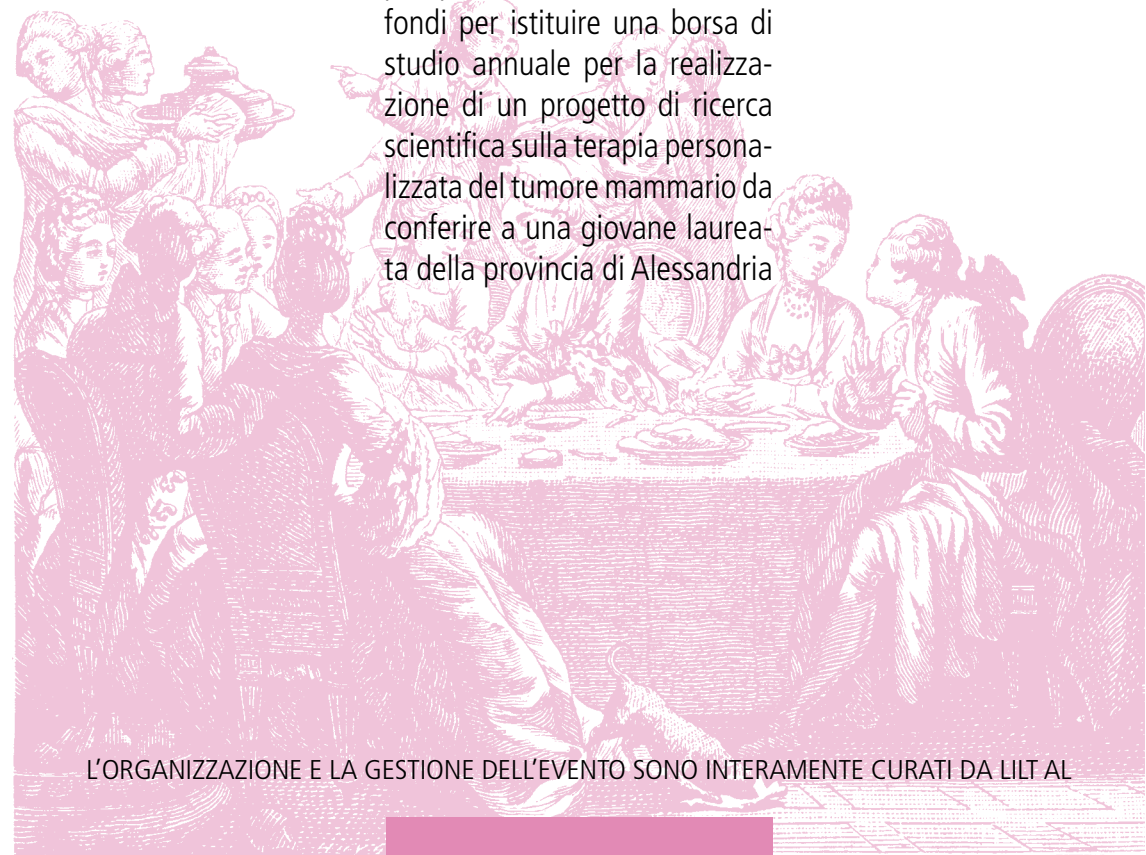 fondi per istituire una borsa di
studio annuale per la realizza-
zione di un progetto di ricerca
scientifica sulla terapia persona-
lizzata del tumore mammario da
conferire a una giovane laurea-
ta della provincia di Alessandria
L'ORGANIZZAZIONE E LA GESTIONE DELL'EVENTO SONO INTERAMENTE CURATI DA LILT AL